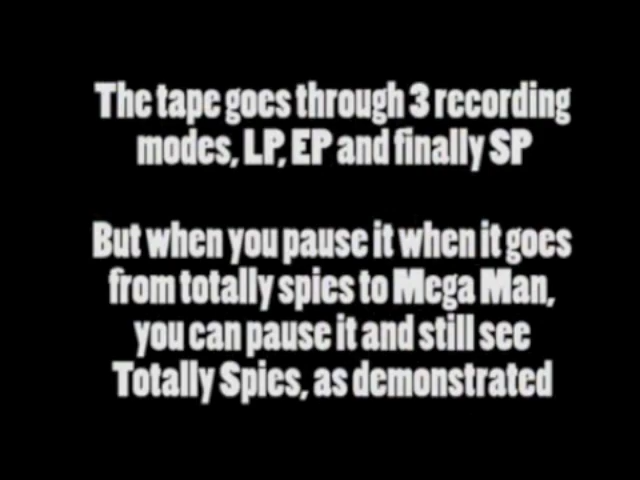 The tape goes through 3 recording
modes, LP, EP and finally SP
But when you pause it when it goes
from totally spies to Mega Man,
you can pause it and still see
Totally Spies, as demonstrated